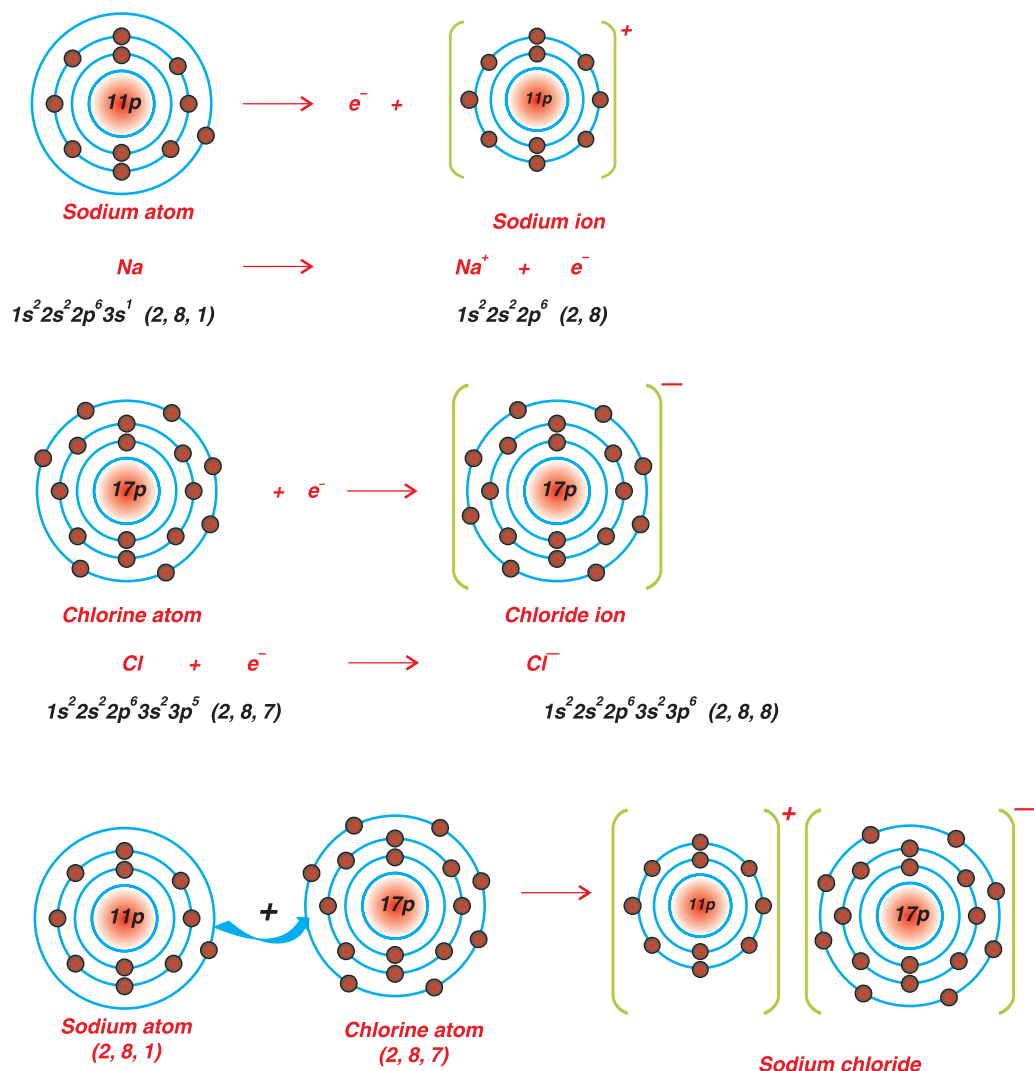 11p → e⁻ + 11p +
Sodium atom Sodium ion
Na → Na⁺ + e⁻
1s²2s²2p⁶3s¹ (2, 8, 1) 1s²2s²2p⁶ (2, 8)
17p + e⁻ → 17p –
Chlorine atom Chloride ion
Cl + e⁻ → Cl⁻
1s²2s²2p⁶3s²3p⁵ (2, 8, 7) 1s²2s²2p⁶3s²3p⁶ (2, 8, 8)
11p + 17p → 11p + 17p –
Sodium atom Chlorine atom
(2, 8, 1) (2, 8, 7)
Sodium chloride